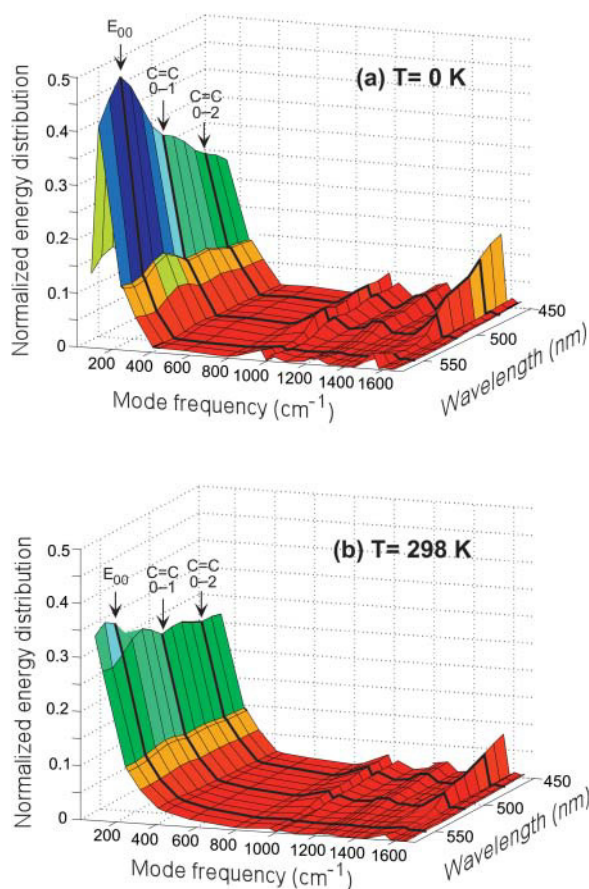 E₀₀
C=C
0–1
C=C
0–2
(a) T= 0 K
Normalized energy distribution
0.5
0.4
0.3
0.2
0.1
0
200
400
600
800
1000
1200
1400
1600
Mode frequency (cm⁻¹)
550
500
450
Wavelength (nm)
E₀₀
C=C
0–1
C=C
0–2
(b) T= 298 K
Normalized energy distribution
0.5
0.4
0.3
0.2
0.1
0
200
400
600
800
1000
1200
1400
1600
Mode frequency (cm⁻¹)
550
500
450
Wavelength (nm)